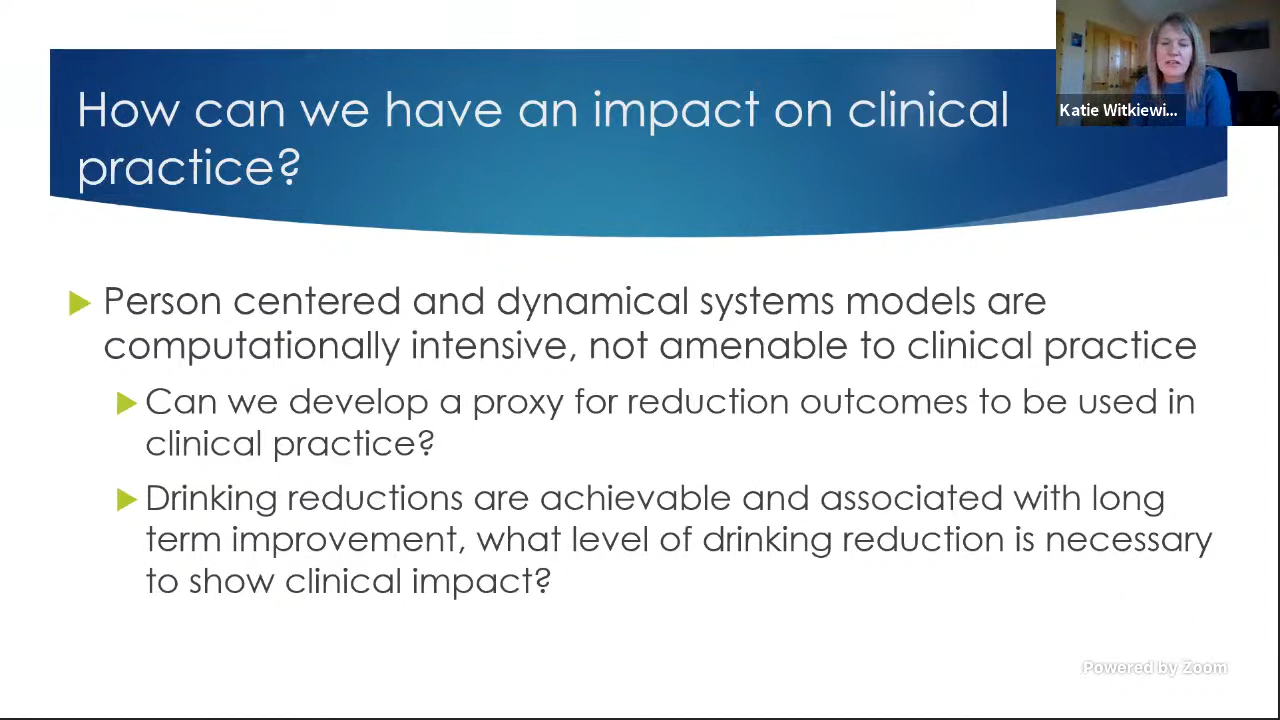 How can we have an impact on clinical
practice?
Katie Witkiewi...
Person centered and dynamical systems models are
computationally intensive, not amenable to clinical practice
Can we develop a proxy for reduction outcomes to be used in
clinical practice?
Drinking reductions are achievable and associated with long
term improvement, what level of drinking reduction is necessary
to show clinical impact?
Powered by Zoom